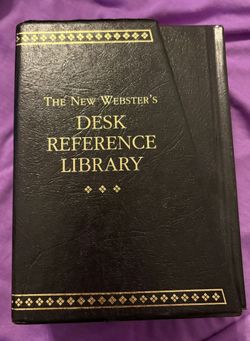 The New Webster's
DESK
REFERENCE
LIBRARY